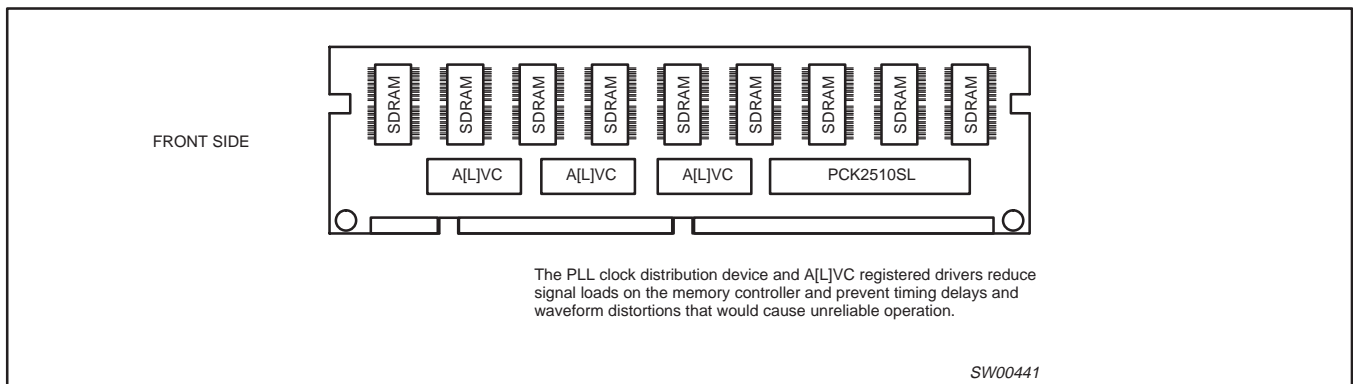 SDRAM SDRAM SDRAM SDRAM SDRAM SDRAM SDRAM SDRAM SDRAM
FRONT SIDE
A[L]VC A[L]VC A[L]VC PCK2510SL
The PLL clock distribution device and A[L]VC registered drivers reduce
signal loads on the memory controller and prevent timing delays and
waveform distortions that would cause unreliable operation.
SW00441